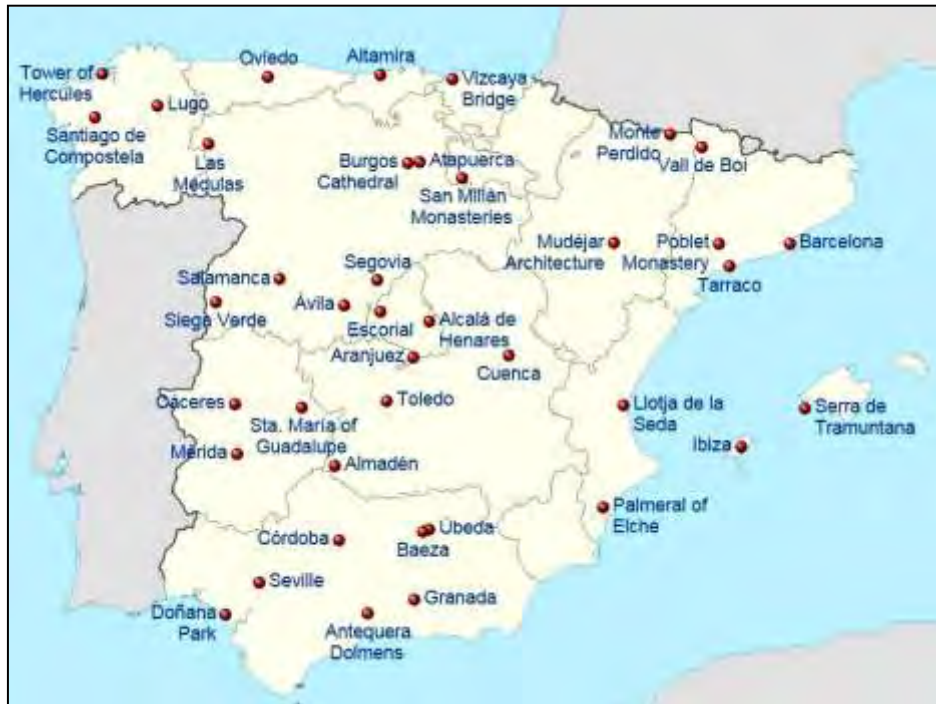 Oviedo
Altamira
Tower of
Hercules
Vizcaya
Bridge
Lugo
Santiago de
Compostela
Las
Médulas
Burgos
Cathedral
Atapuerca
San Millán
Monasteries
Monte
Perdido
Vall de Boi
Mudéjar
Architecture
Poblet
Monastery
Barcelona
Tarraco
Salamanca
Segovia
Siega Verde
Ávila
Escorial
Alcalá de
Henares
Aranjuez
Cuenca
Cáceres
Sta. María of
Guadalupe
Toledo
Llotja de la
Seda
Serra de
Tramuntana
Ibiza
Mérida
Almadén
Palmeral of
Elche
Córdoba
Úbeda
Baeza
Seville
Granada
Doñana
Park
Antequera
Dolmens